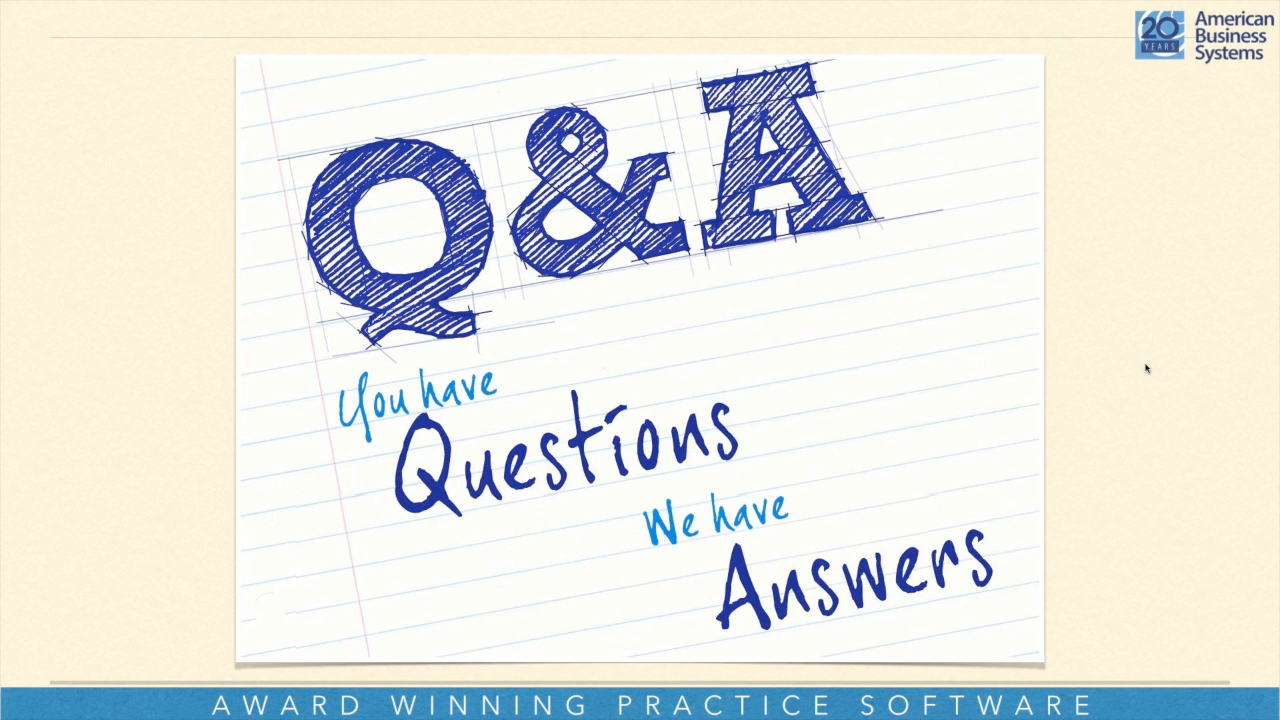 20
YEARS
American
Business
Systems
Q&A
You have
Questions
We have
Answers
AWARD WINNING PRACTICE SOFTWARE